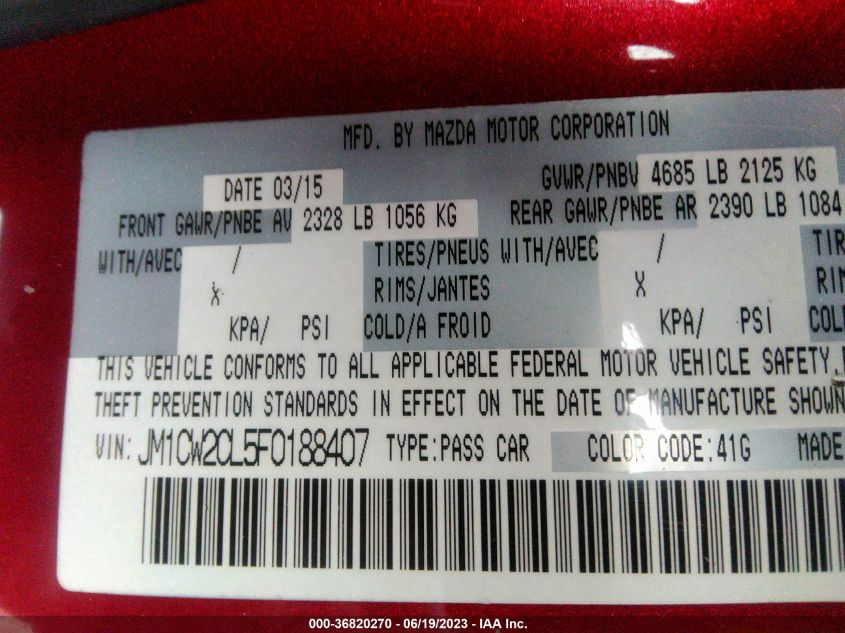 MFD. BY MAZDA MOTOR CORPORATION
DATE 03/15 GVWR/PNBV 4685 LB 2125 KG
FRONT GAWR/PNBE AV 2328 LB 1056 KG REAR GAWR/PNBE AR 2390 LB 1084
WITH/AVEC / TIRES/PNEUS WITH/AVEC / TIR
X RIMS/JANTES X RIM
KPA/ PSI COLD/A FROID KPA/ PSI COL
THIS VEHICLE CONFORMS TO ALL APPLICABLE FEDERAL MOTOR VEHICLE SAFETY,
THEFT PREVENTION STANDARDS IN EFFECT ON THE DATE OF MANUFACTURE SHOWN
VIN: JM1CW2CL5F0188407 TYPE:PASS CAR COLOR CODE:41G MADE
000-36820270 - 06/19/2023 - IAA Inc.